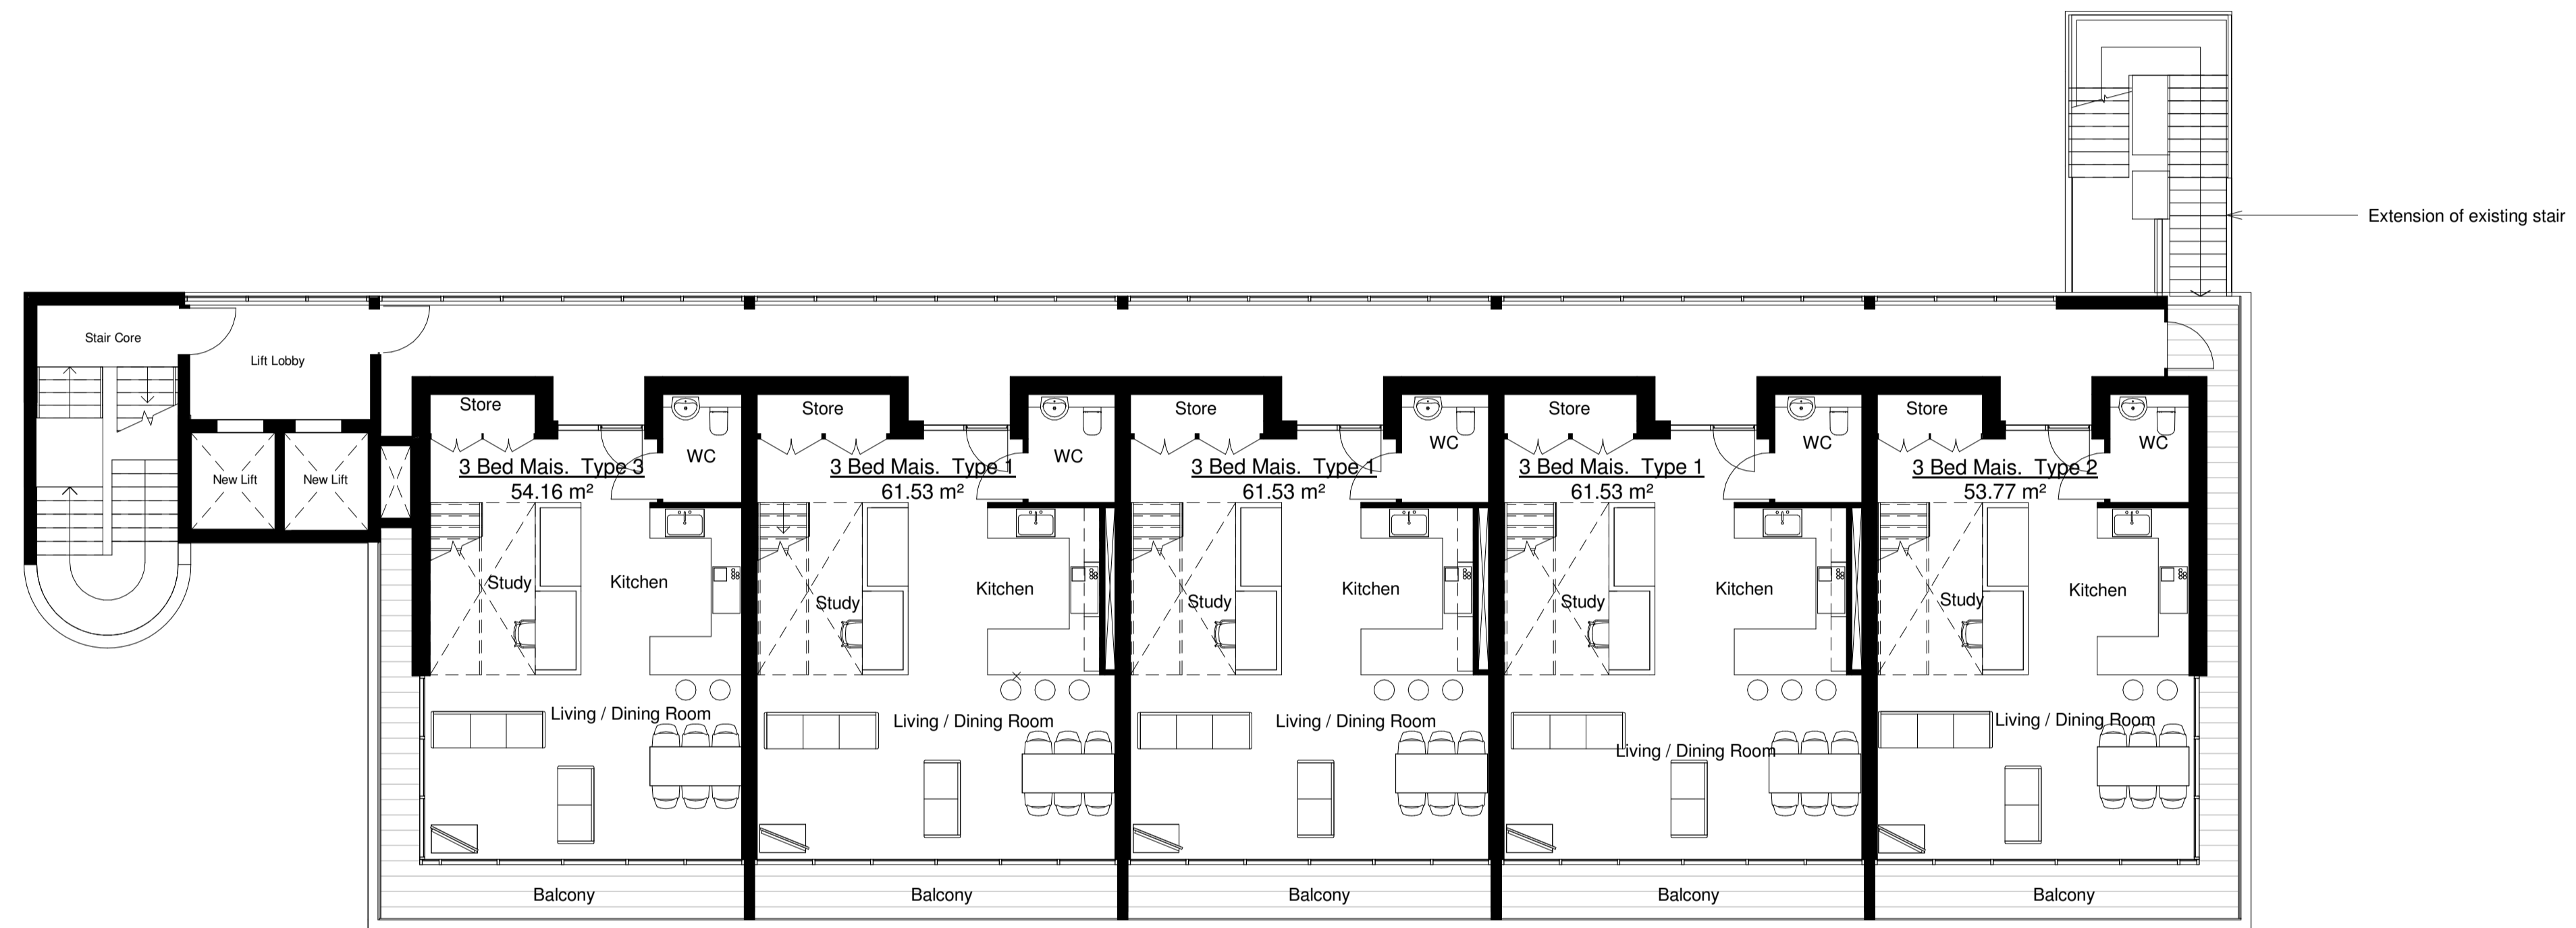 Extension of existing stair
Stair Core
Lift Lobby
New Lift
New Lift
Store
WC
3 Bed Mais.  Type 3
54.16 m²
Study
Kitchen
Living / Dining Room
Balcony
Store
WC
3 Bed Mais.  Type 1
61.53 m²
Study
Kitchen
Living / Dining Room
Balcony
Store
WC
3 Bed Mais.  Type 1
61.53 m²
Study
Kitchen
Living / Dining Room
Balcony
Store
WC
3 Bed Mais.  Type 1
61.53 m²
Study
Kitchen
Living / Dining Room
Balcony
Store
WC
3 Bed Mais.  Type 2
53.77 m²
Study
Kitchen
Living / Dining Room
Balcony